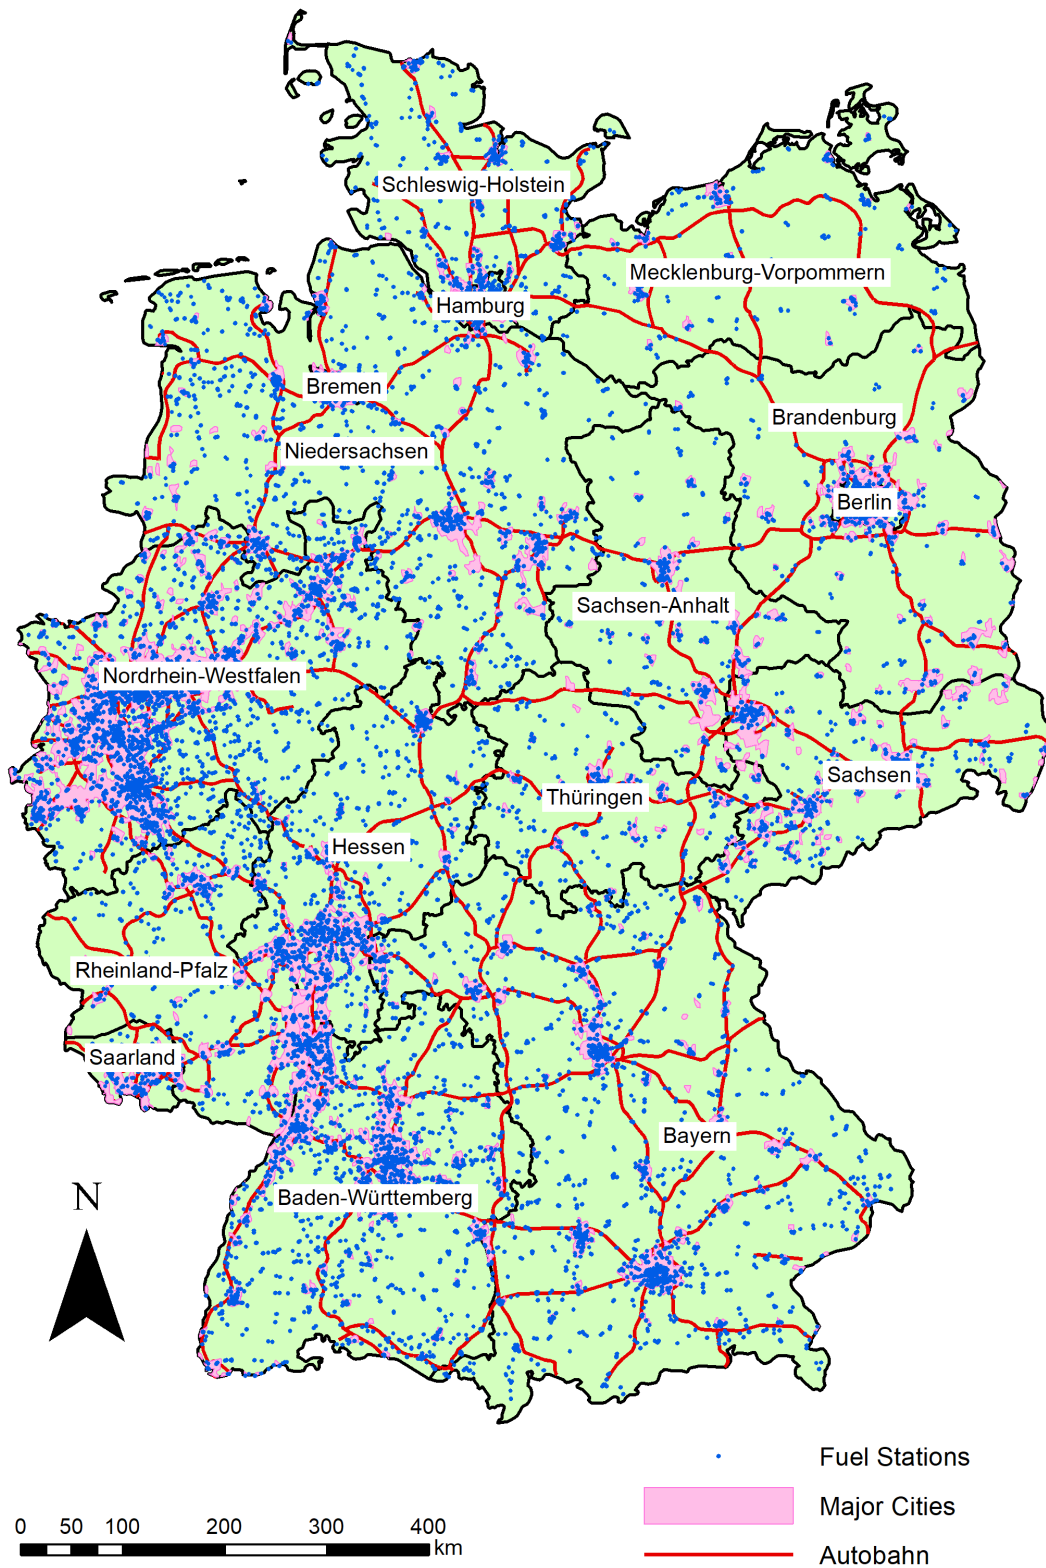 Schleswig-Holstein
Mecklenburg-Vorpommern
Hamburg
Bremen
Brandenburg
Niedersachsen
Berlin
Sachsen-Anhalt
Nordrhein-Westfalen
Sachsen
Thüringen
Hessen
Rheinland-Pfalz
Saarland
Bayern
Baden-Württemberg
N
Fuel Stations
Major Cities
Autobahn
0 50 100 200 300 400
km